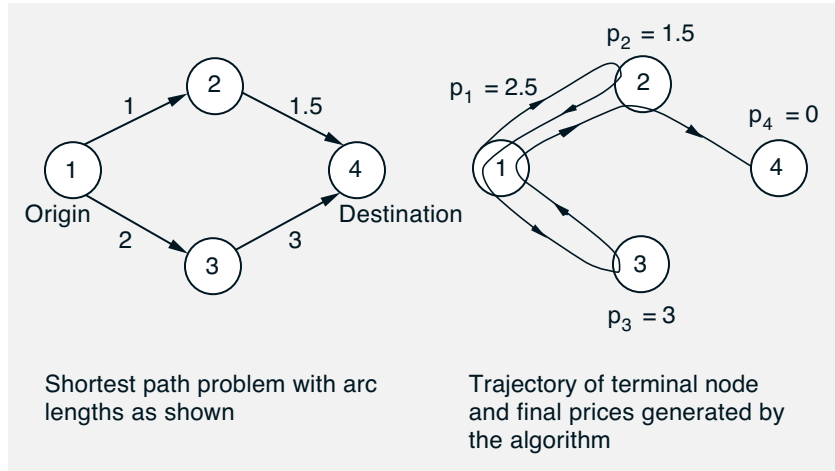 1
2
3
4
Origin
Destination
1
1.5
2
3
p1 = 2.5
p2 = 1.5
p3 = 3
p4 = 0
1
2
3
4
Shortest path problem with arc
lengths as shown
Trajectory of terminal node
and final prices generated by
the algorithm